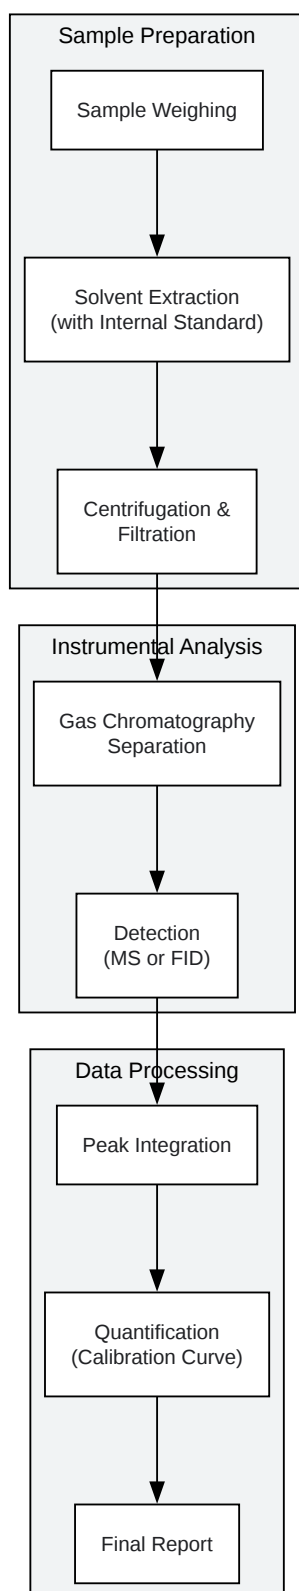 Sample Preparation
Sample Weighing
Solvent Extraction
(with Internal Standard)
Centrifugation &
Filtration
Instrumental Analysis
Gas Chromatography
Separation
Detection
(MS or FID)
Data Processing
Peak Integration
Quantification
(Calibration Curve)
Final Report